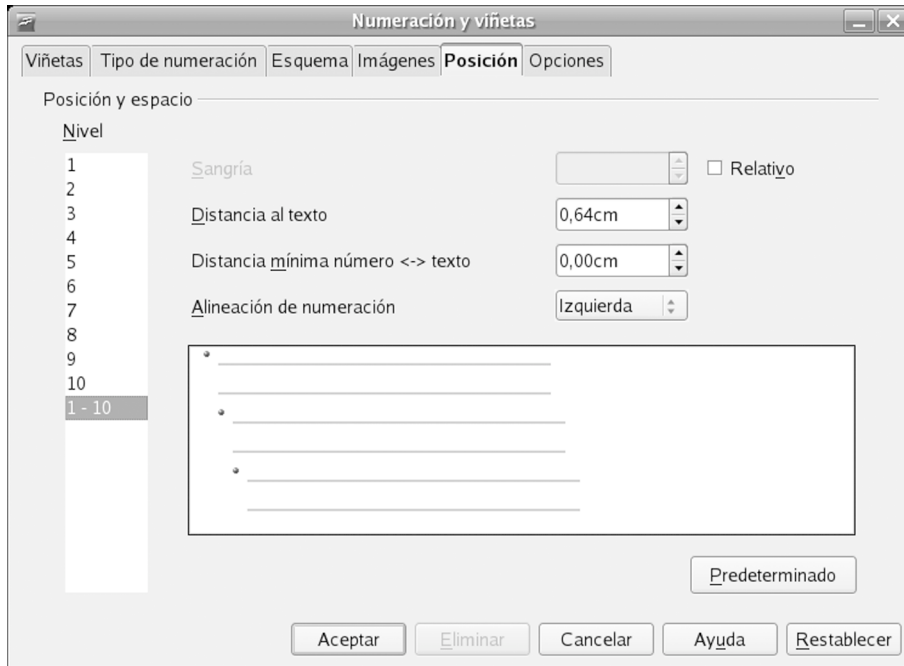 Numeración y viñetas
Viñetas Tipo de numeración Esquema Imágenes Posición Opciones
Posición y espacio
Nivel
1
2
3
4
5
6
7
8
9
10
1 - 10
Sangría Relativo
Distancia al texto 0,64cm
Distancia mínima número <-> texto 0,00cm
Alineación de numeración Izquierda
Predeterminado
Aceptar Eliminar Cancelar Ayuda Restablecer